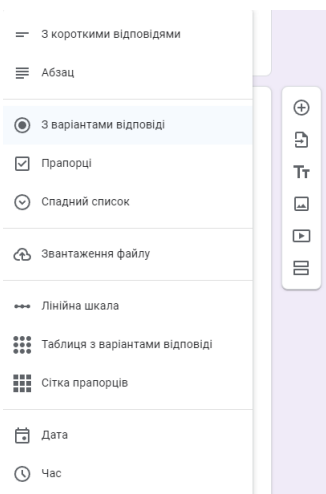 З короткими відповідями
Абзац
З варіантами відповіді
Прапорці
Спадний список
Звантаження файлу
Лінійна шкала
Таблиця з варіантами відповіді
Сітка прапорців
Дата
Час
Тт